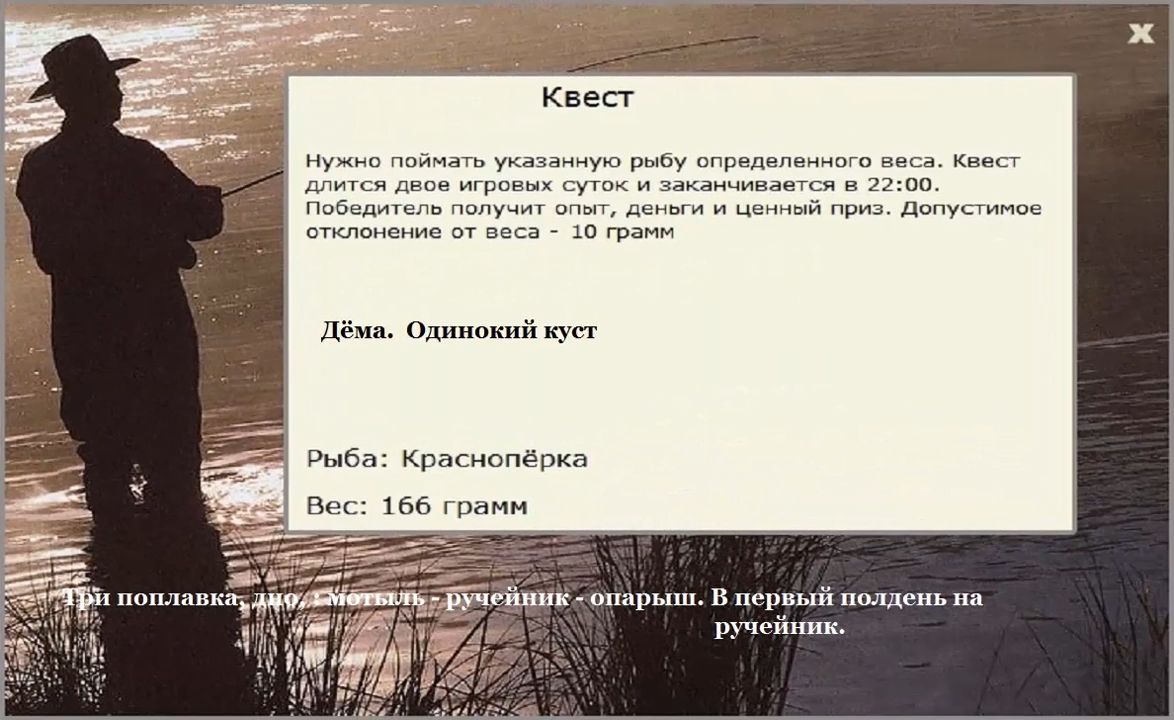 X
Квест
Нужно поймать указанную рыбу определенного веса. Квест
длится двое игровых суток и заканчивается в 22:00.
Победитель получит опыт, деньги и ценный приз. Допустимое
отклонение от веса - 10 грамм
Дёма. Одинокий куст
Рыба: Краснопёрка
Вес: 166 грамм
Три поплавка, дно, : мотыль - ручейник - опарыш. В первый полдень на
ручейник.